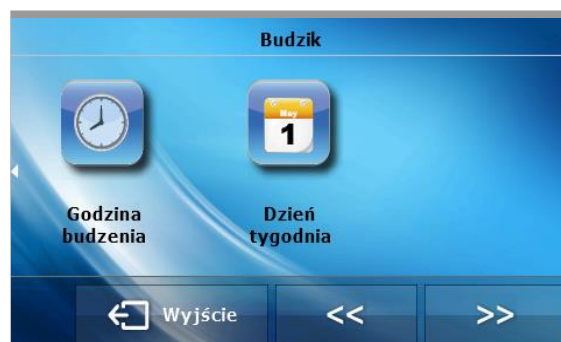 Budzik
May
1
Godzina
budzenia
Dzień
tygodnia
Wyjście
<<
>>